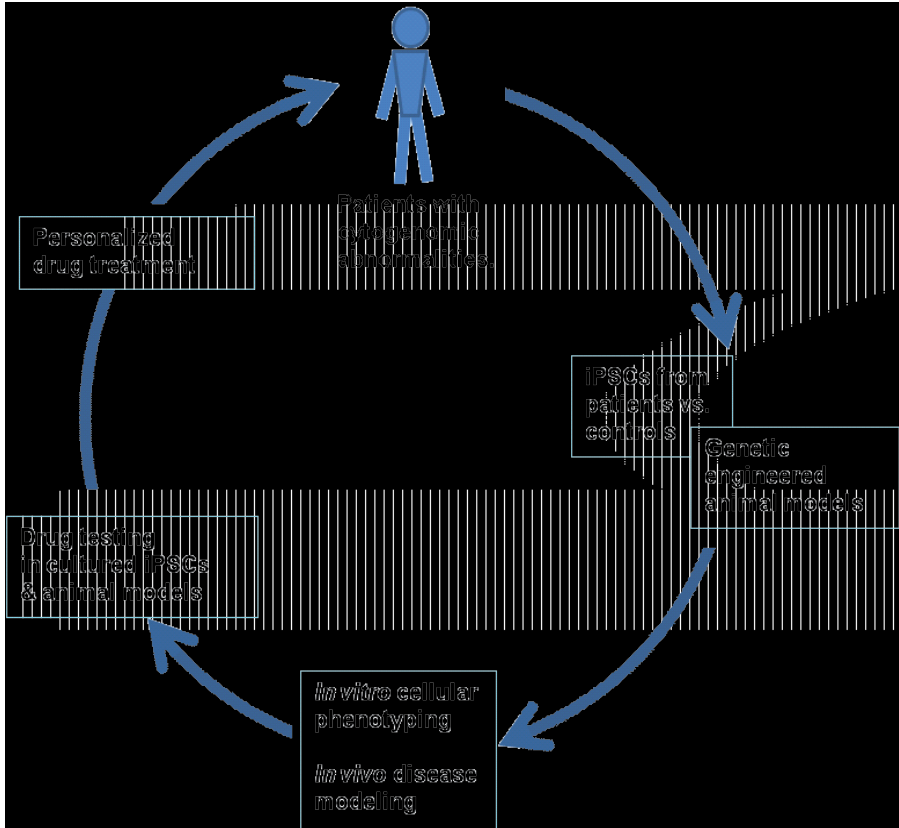 Patients with
cytogenomic
abnormalities.
iPSCs from
patients vs.
controls
Genetic
engineered
animal models
In vitro cellular
phenotyping
In vivo disease
modeling
Drug testing
in cultured iPSCs
& animal models
Personalized
drug treatment